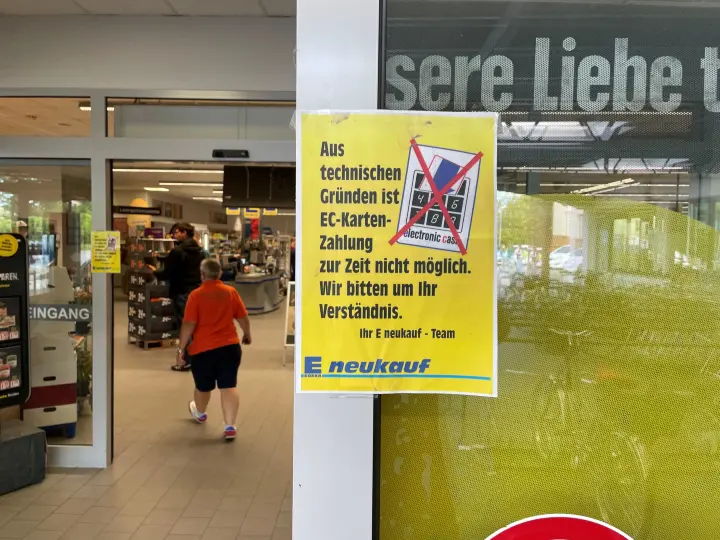 sere Liebe t
Aus
technischen
Gründen ist
EC-Karten-
Zahlung
zur Zeit nicht möglich.
Wir bitten um Ihr
Verständnis.
Ihr E neukauf - Team
electronic cash
E neukauf
EDEKA
EINGANG